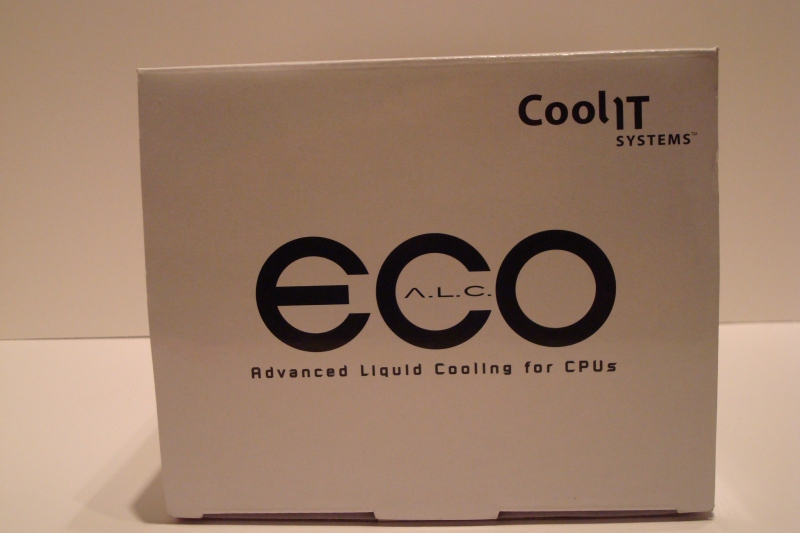 CoolIT
SYSTEMS™
eco
A.L.C.
Advanced Liquid Cooling for CPUs